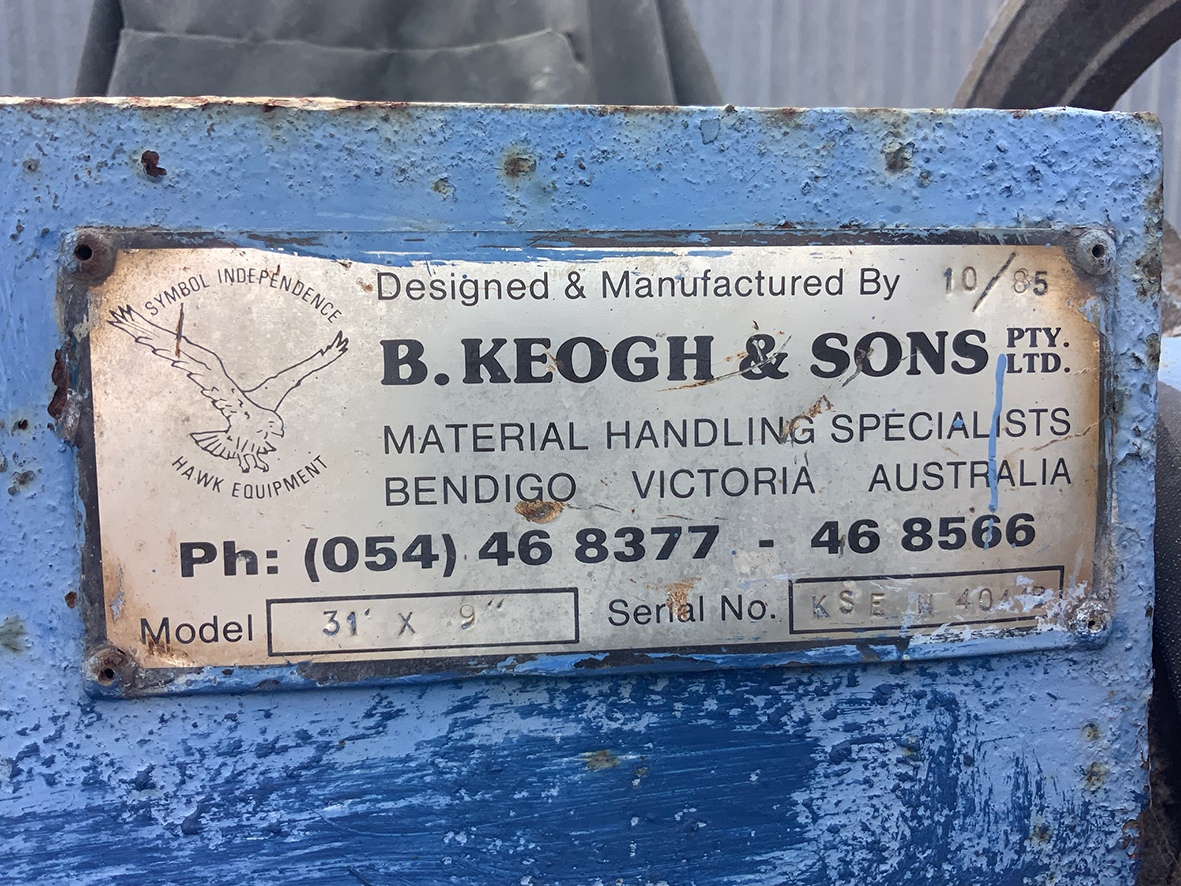 SYMBOL INDEPENDENCE
HAWK EQUIPMENT
Designed & Manufactured By 10/85
B. KEOGH & SONS PTY. LTD.
MATERIAL HANDLING SPECIALISTS
BENDIGO VICTORIA AUSTRALIA
Ph: (054) 46 8377 - 46 8566
Model 31' X 9"
Serial No. KSE N